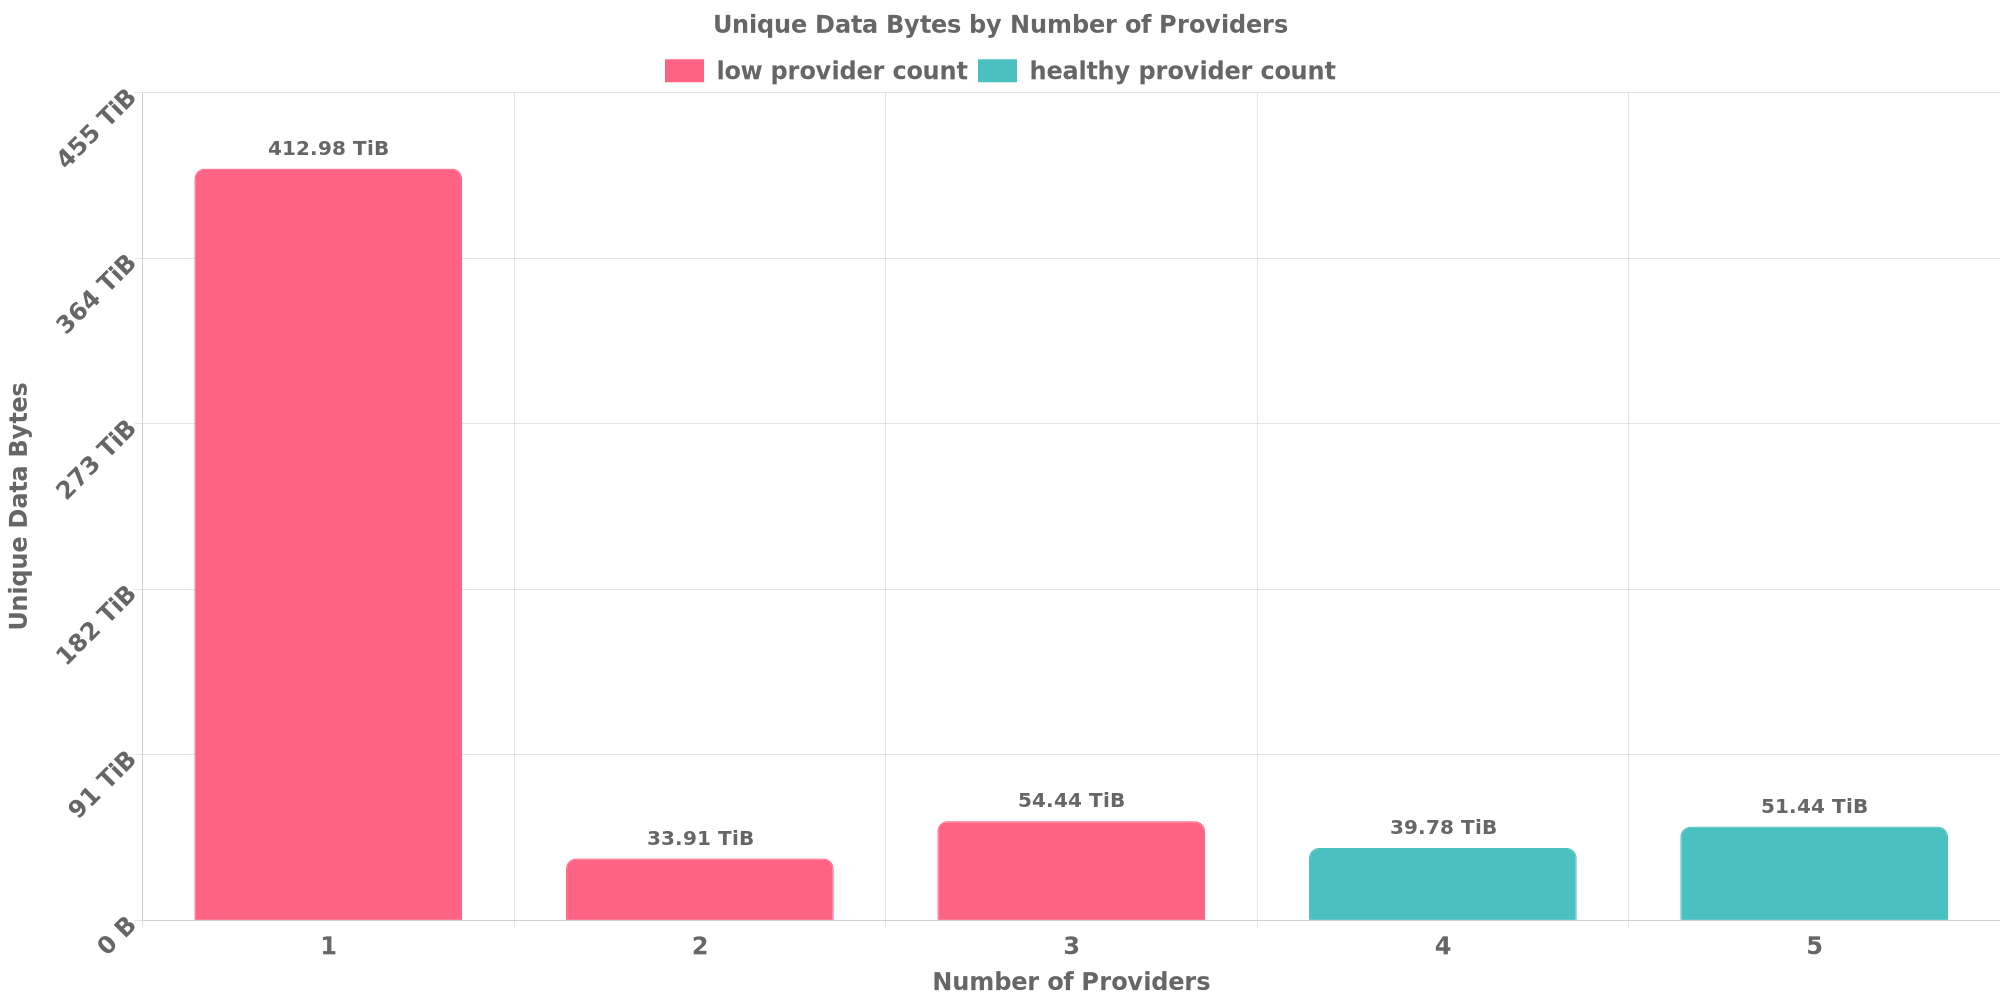 Unique Data Bytes by Number of Providers
low provider count
healthy provider count
455 TiB
364 TiB
273 TiB
182 TiB
91 TiB
0 B
Unique Data Bytes
412.98 TiB
33.91 TiB
54.44 TiB
39.78 TiB
51.44 TiB
1
2
3
4
5
Number of Providers